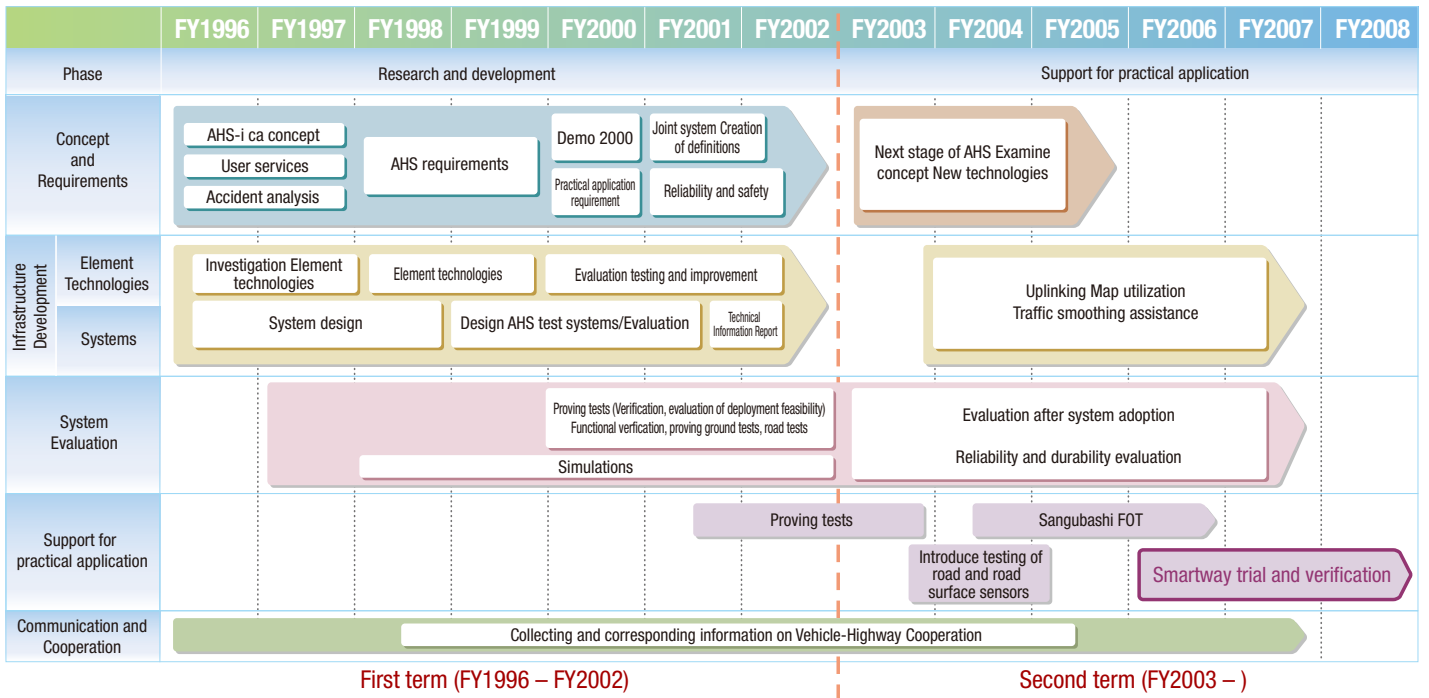 FY1996 FY1997 FY1998 FY1999 FY2000 FY2001 FY2002 FY2003 FY2004 FY2005 FY2006 FY2007 FY2008
Phase
Research and development
Support for practical application
Concept
and
Requirements
AHS-i ca concept
User services
Accident analysis
AHS requirements
Demo 2000
Practical application
requirement
Joint system Creation
of definitions
Reliability and safety
Next stage of AHS Examine
concept New technologies
Infrastructure
Development
Element
Technologies
Systems
Investigation Element
technologies
Element technologies
Evaluation testing and improvement
System design
Design AHS test systems/Evaluation
Technical
Information Report
Uplinking Map utilization
Traffic smoothing assistance
System
Evaluation
Proving tests (Verification, evaluation of deployment feasibility)
Functional verfication, proving ground tests, road tests
Simulations
Evaluation after system adoption
Reliability and durability evaluation
Support for
practical application
Proving tests
Sangubashi FOT
Introduce testing of
road and road
surface sensors
Smartway trial and verification
Communication and
Cooperation
Collecting and corresponding information on Vehicle-Highway Cooperation
First term (FY1996 – FY2002)
Second term (FY2003 – )